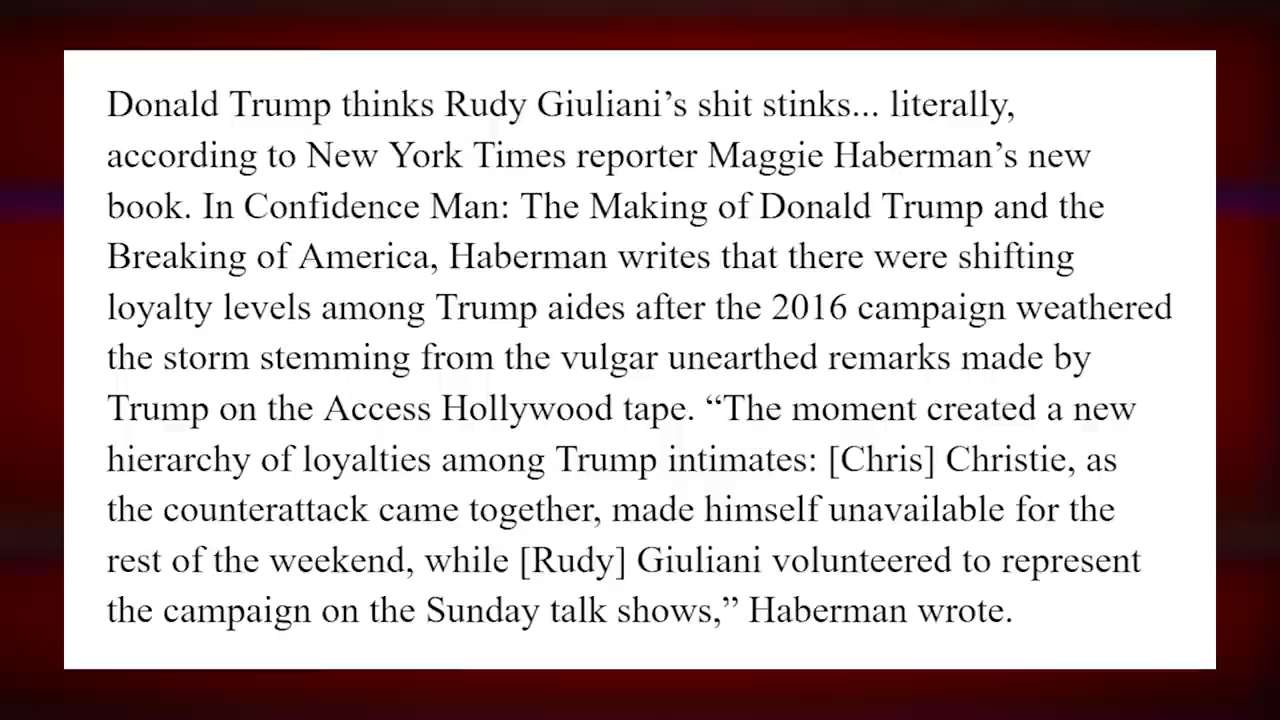 Donald Trump thinks Rudy Giuliani’s shit stinks... literally,
according to New York Times reporter Maggie Haberman’s new
book. In Confidence Man: The Making of Donald Trump and the
Breaking of America, Haberman writes that there were shifting
loyalty levels among Trump aides after the 2016 campaign weathered
the storm stemming from the vulgar unearthed remarks made by
Trump on the Access Hollywood tape. “The moment created a new
hierarchy of loyalties among Trump intimates: [Chris] Christie, as
the counterattack came together, made himself unavailable for the
rest of the weekend, while [Rudy] Giuliani volunteered to represent
the campaign on the Sunday talk shows,” Haberman wrote.